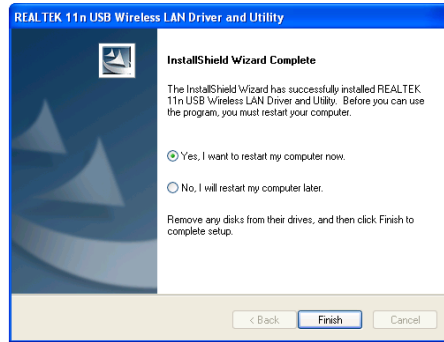 REALTEK 11n USB Wireless LAN Driver and Utility
InstallShield Wizard Complete
The InstallShield Wizard has successfully installed REALTEK
11n USB Wireless LAN Driver and Utility. Before you can use
the program, you must restart your computer.
Yes, I want to restart my computer now.
No, I will restart my computer later.
Remove any disks from their drives, and then click Finish to
complete setup.
< Back
Finish
Cancel